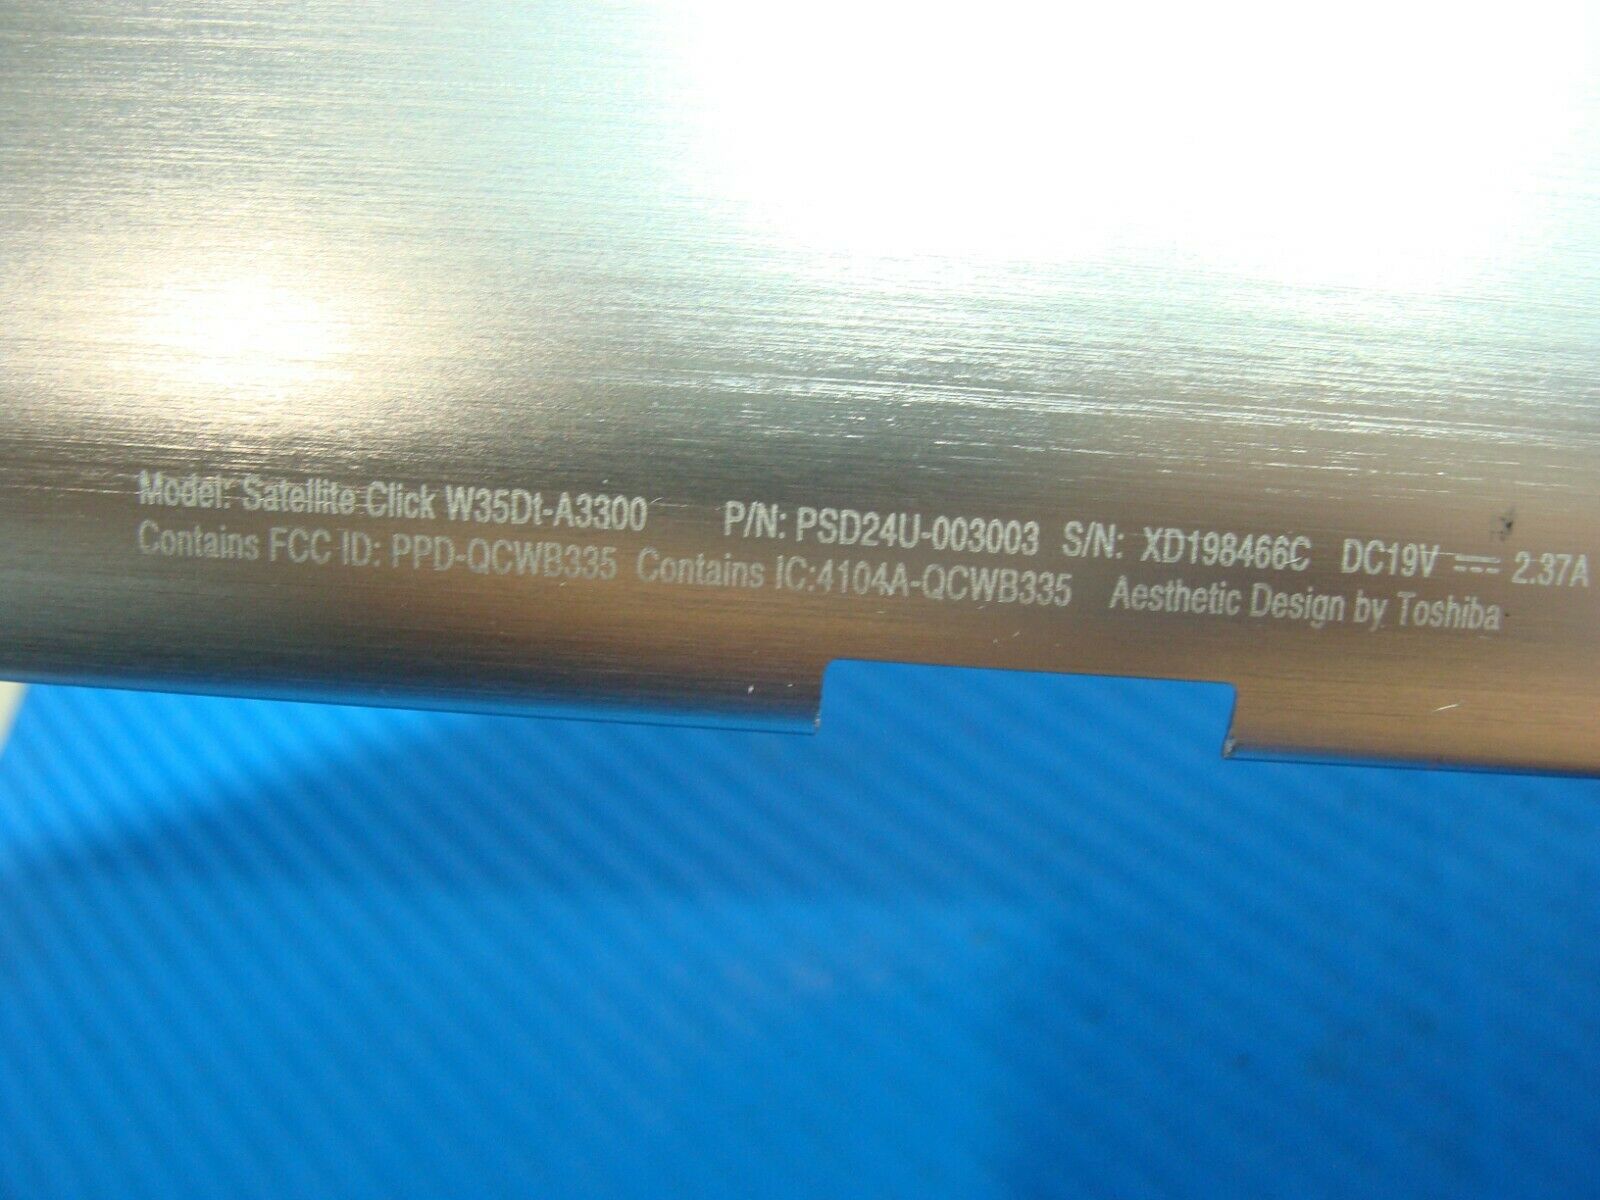 Model: Satellite Click W35Dt-A3300 P/N: PSD24U-003003 S/N: XD198466C DC19V ⎓ 2.37A
Contains FCC ID: PPD-QCWB335 Contains IC:4104A-QCWB335 Aesthetic Design by Toshiba